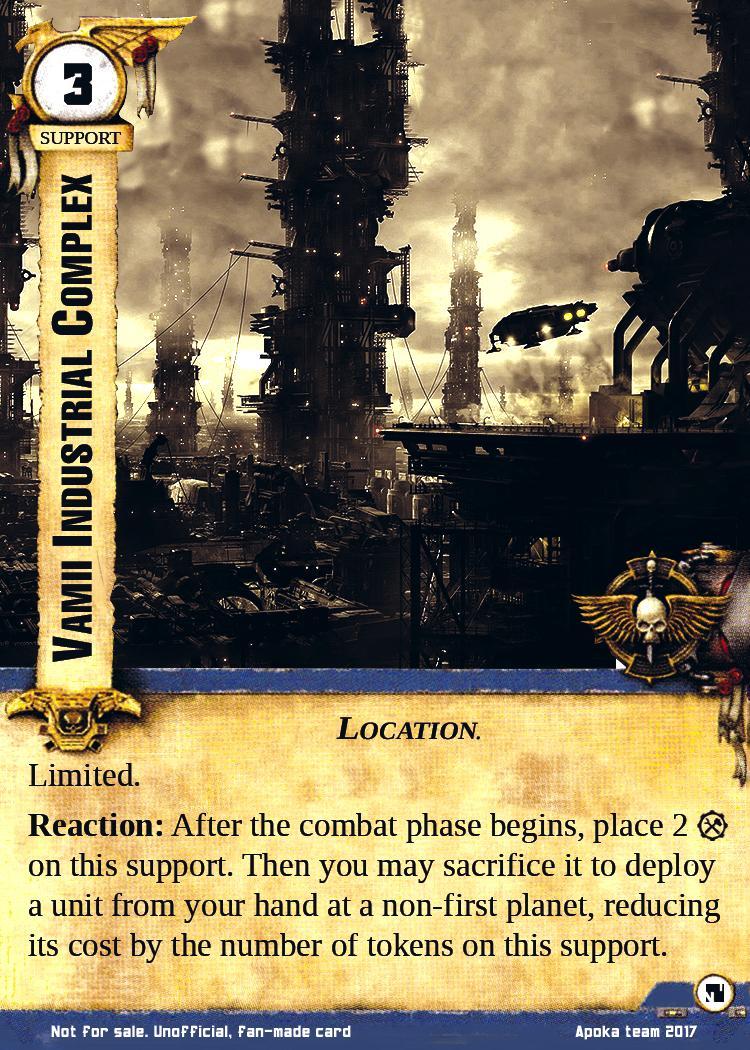 3
SUPPORT
VAMII INDUSTRIAL COMPLEX
LOCATION.
Limited.
Reaction: After the combat phase begins, place 2
on this support. Then you may sacrifice it to deploy
a unit from your hand at a non-first planet, reducing
its cost by the number of tokens on this support.
Not for sale. Unofficial, fan-made card
Apoka team 2017